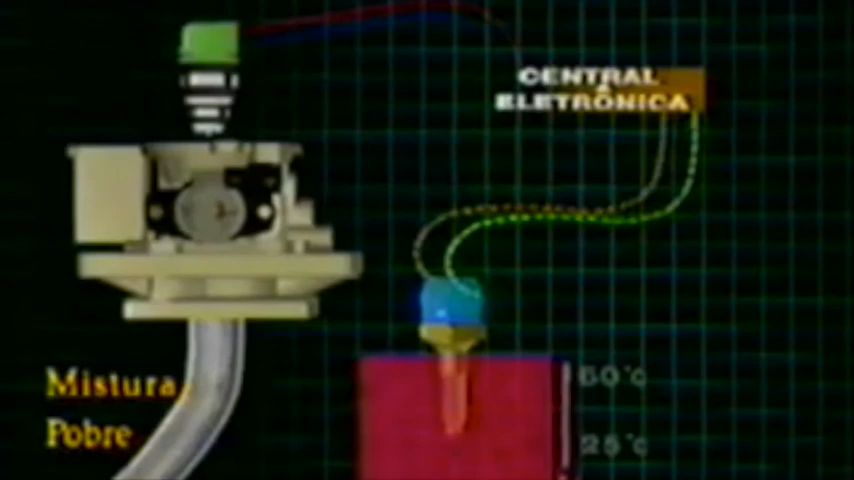 CENTRAL
ELETRÔNICA
Mistura
Pobre
60°C
25°C